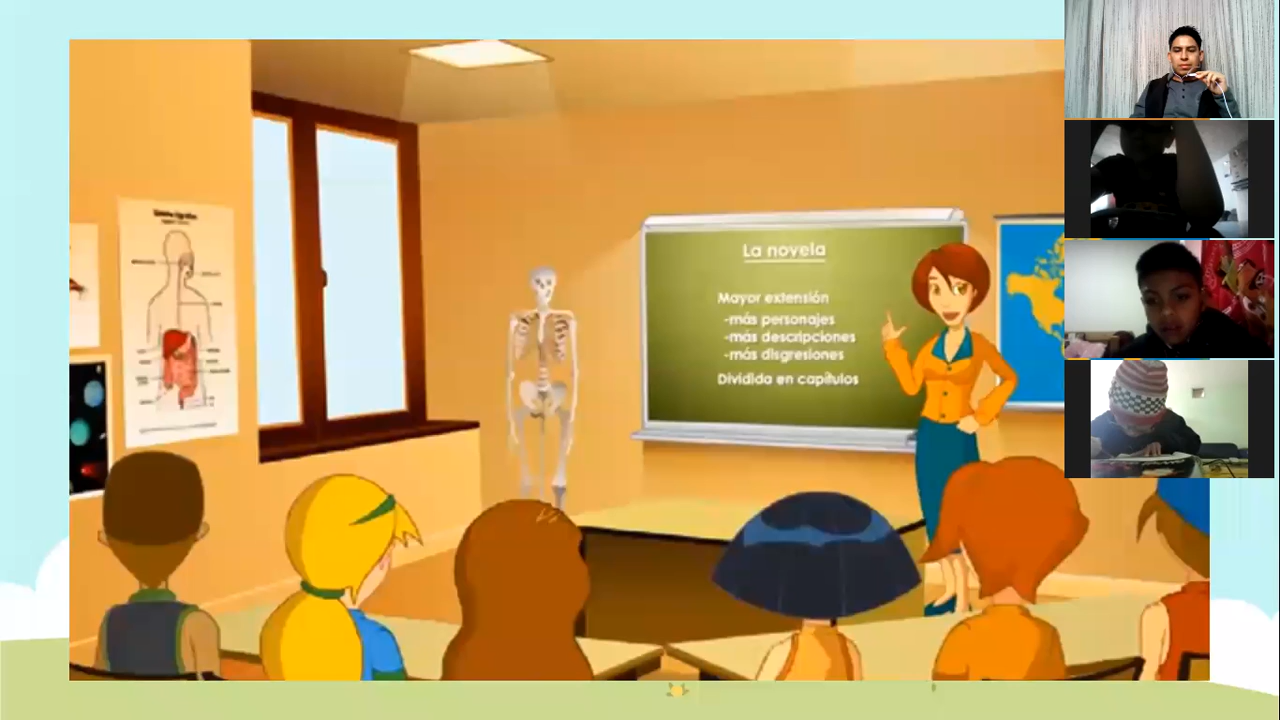 La novela
Mayor extensión
-más personajes
-más descripciones
-más disgresiones
Dividida en capítulos